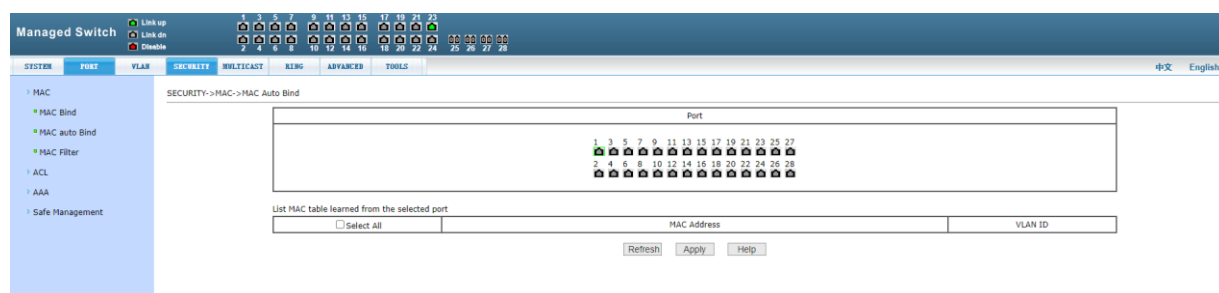 Managed Switch
Link up
Link dn
Disable
1 3 5 7 9 11 13 15 17 19 21 23
2 4 6 8 10 12 14 16 18 20 22 24 25 26 27 28
SYSTEM PORT VLAN SECURITY MULTICAST RING ADVANCED TOOLS 中文 English
MAC
MAC Bind
MAC auto Bind
MAC Filter
ACL
AAA
Safe Management
SECURITY->MAC->MAC Auto Bind
Port
1 3 5 7 9 11 13 15 17 19 21 23 25 27
2 4 6 8 10 12 14 16 18 20 22 24 26 28
List MAC table learned from the selected port
Select All MAC Address VLAN ID
Refresh Apply Help